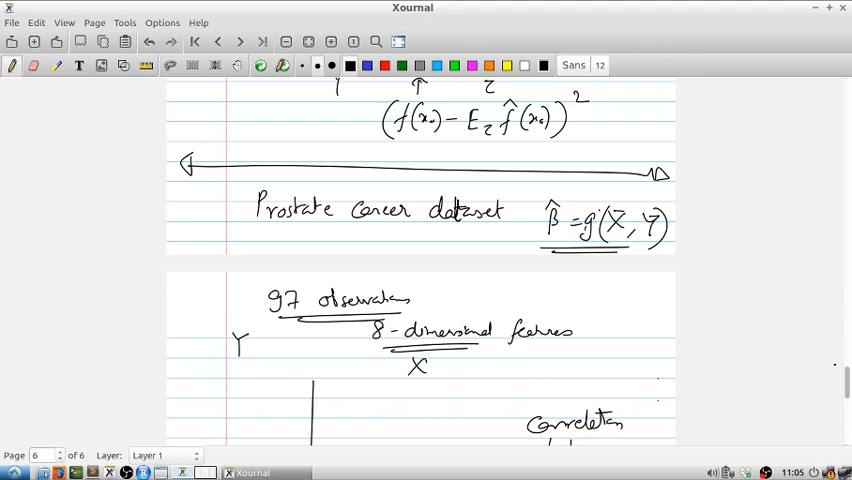 Xournal
File Edit View Page Tools Options Help
Sans 12
(f(x₀) - E_τ f̂(x₀))²
Prostate cancer dataset β̂ = g(X, Y)
97 observations
8-dimensional features
Y
X
Correlation
Page 6 of 6 Layer: Layer 1
Xournal 11:05